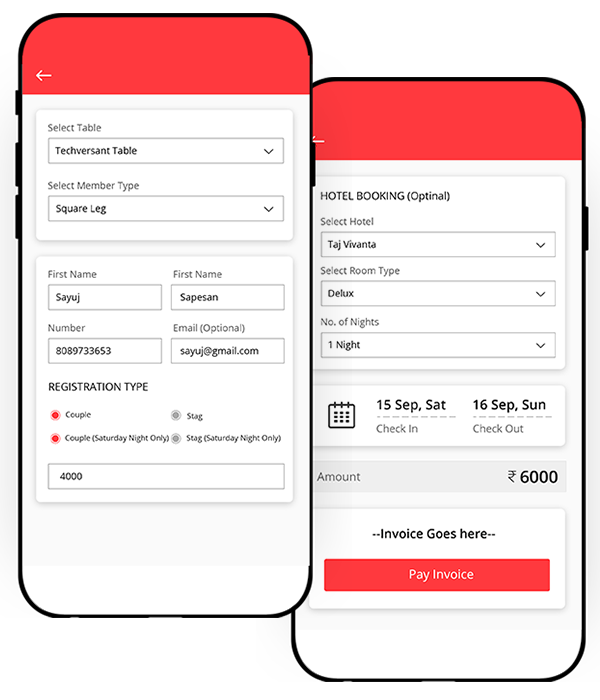 Select Table
Techversant Table
Select Member Type
Square Leg
First Name First Name
Sayuj Sapesan
Number Email (Optional)
8089733653 sayuj@gmail.com
REGISTRATION TYPE
Couple Stag
Couple (Saturday Night Only) Stag (Saturday Night Only)
4000
HOTEL BOOKING (Optinal)
Select Hotel
Taj Vivanta
Select Room Type
Delux
No. of Nights
1 Night
15 Sep, Sat 16 Sep, Sun
Check In Check Out
Amount ₹ 6000
--Invoice Goes here--
Pay Invoice